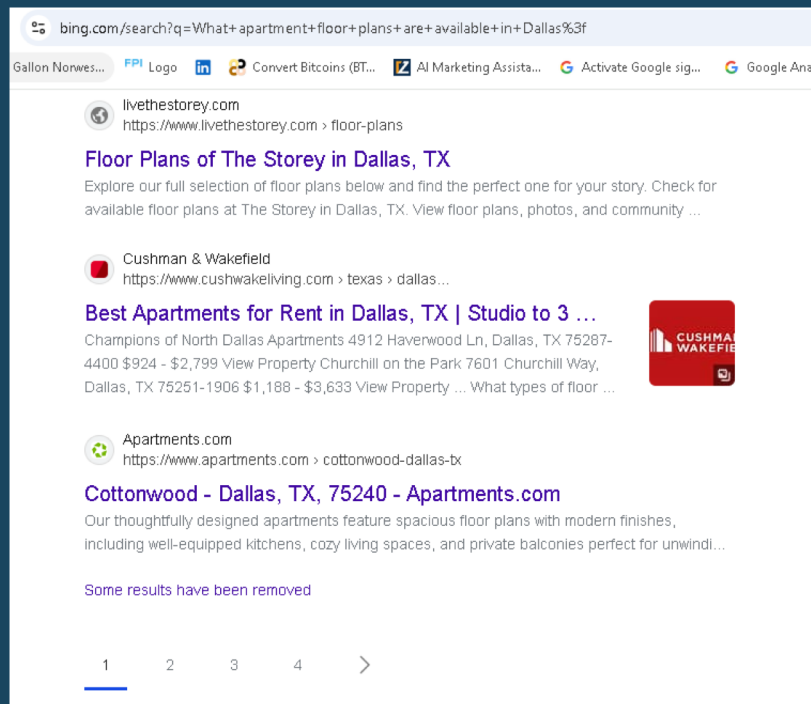 bing.com/search?q=What+apartment+floor+plans+are+available+in+Dallas%3f
Gallon Norwes... FPI Logo in Convert Bitcoins (BT... AI Marketing Assista... Activate Google sig... Google Ana
livethestorey.com
https://www.livethestorey.com › floor-plans
Floor Plans of The Storey in Dallas, TX
Explore our full selection of floor plans below and find the perfect one for your story. Check for
available floor plans at The Storey in Dallas, TX. View floor plans, photos, and community ...
Cushman & Wakefield
https://www.cushwakeliving.com › texas › dallas...
Best Apartments for Rent in Dallas, TX | Studio to 3 ...
Champions of North Dallas Apartments 4912 Haverwood Ln, Dallas, TX 75287-
4400 $924 - $2,799 View Property Churchill on the Park 7601 Churchill Way,
Dallas, TX 75251-1906 $1,188 - $3,633 View Property ... What types of floor ...
CUSHMA
WAKEFIE
Apartments.com
https://www.apartments.com › cottonwood-dallas-tx
Cottonwood - Dallas, TX, 75240 - Apartments.com
Our thoughtfully designed apartments feature spacious floor plans with modern finishes,
including well-equipped kitchens, cozy living spaces, and private balconies perfect for unwindi...
Some results have been removed
1 2 3 4